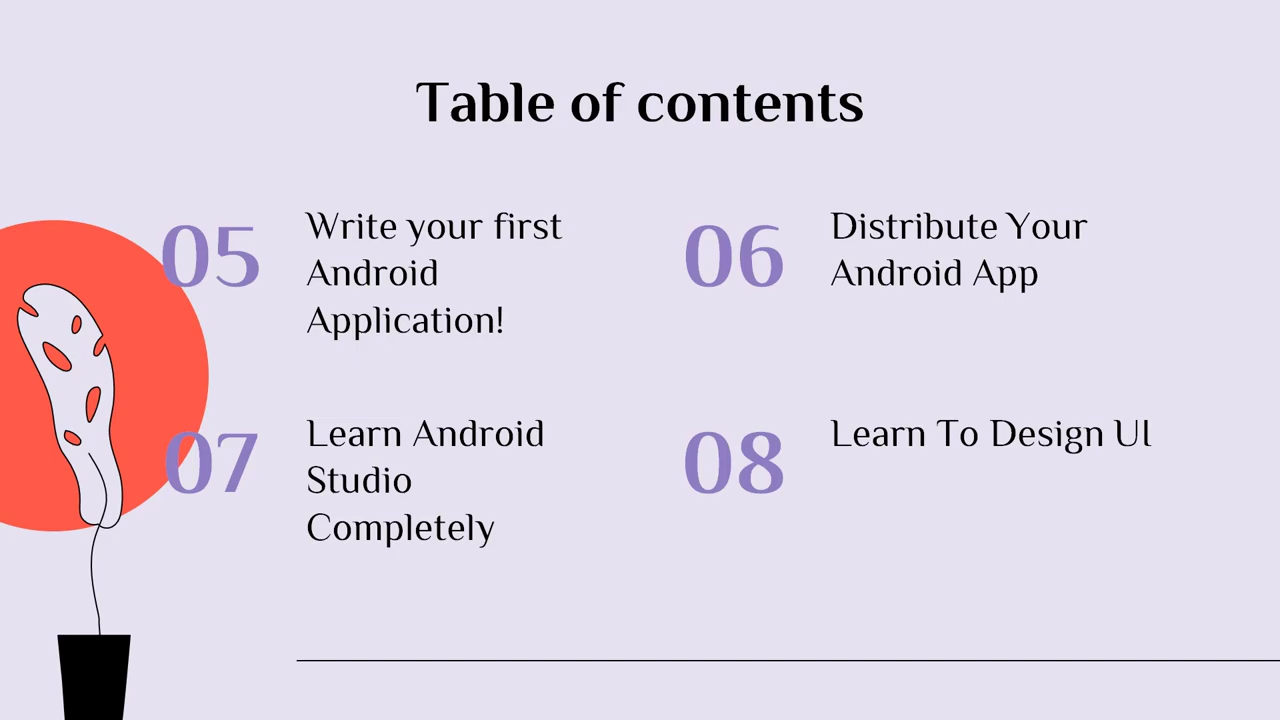 Table of contents
05
Write your first
Android
Application!
06
Distribute Your
Android App
07
Learn Android
Studio
Completely
08
Learn To Design UI